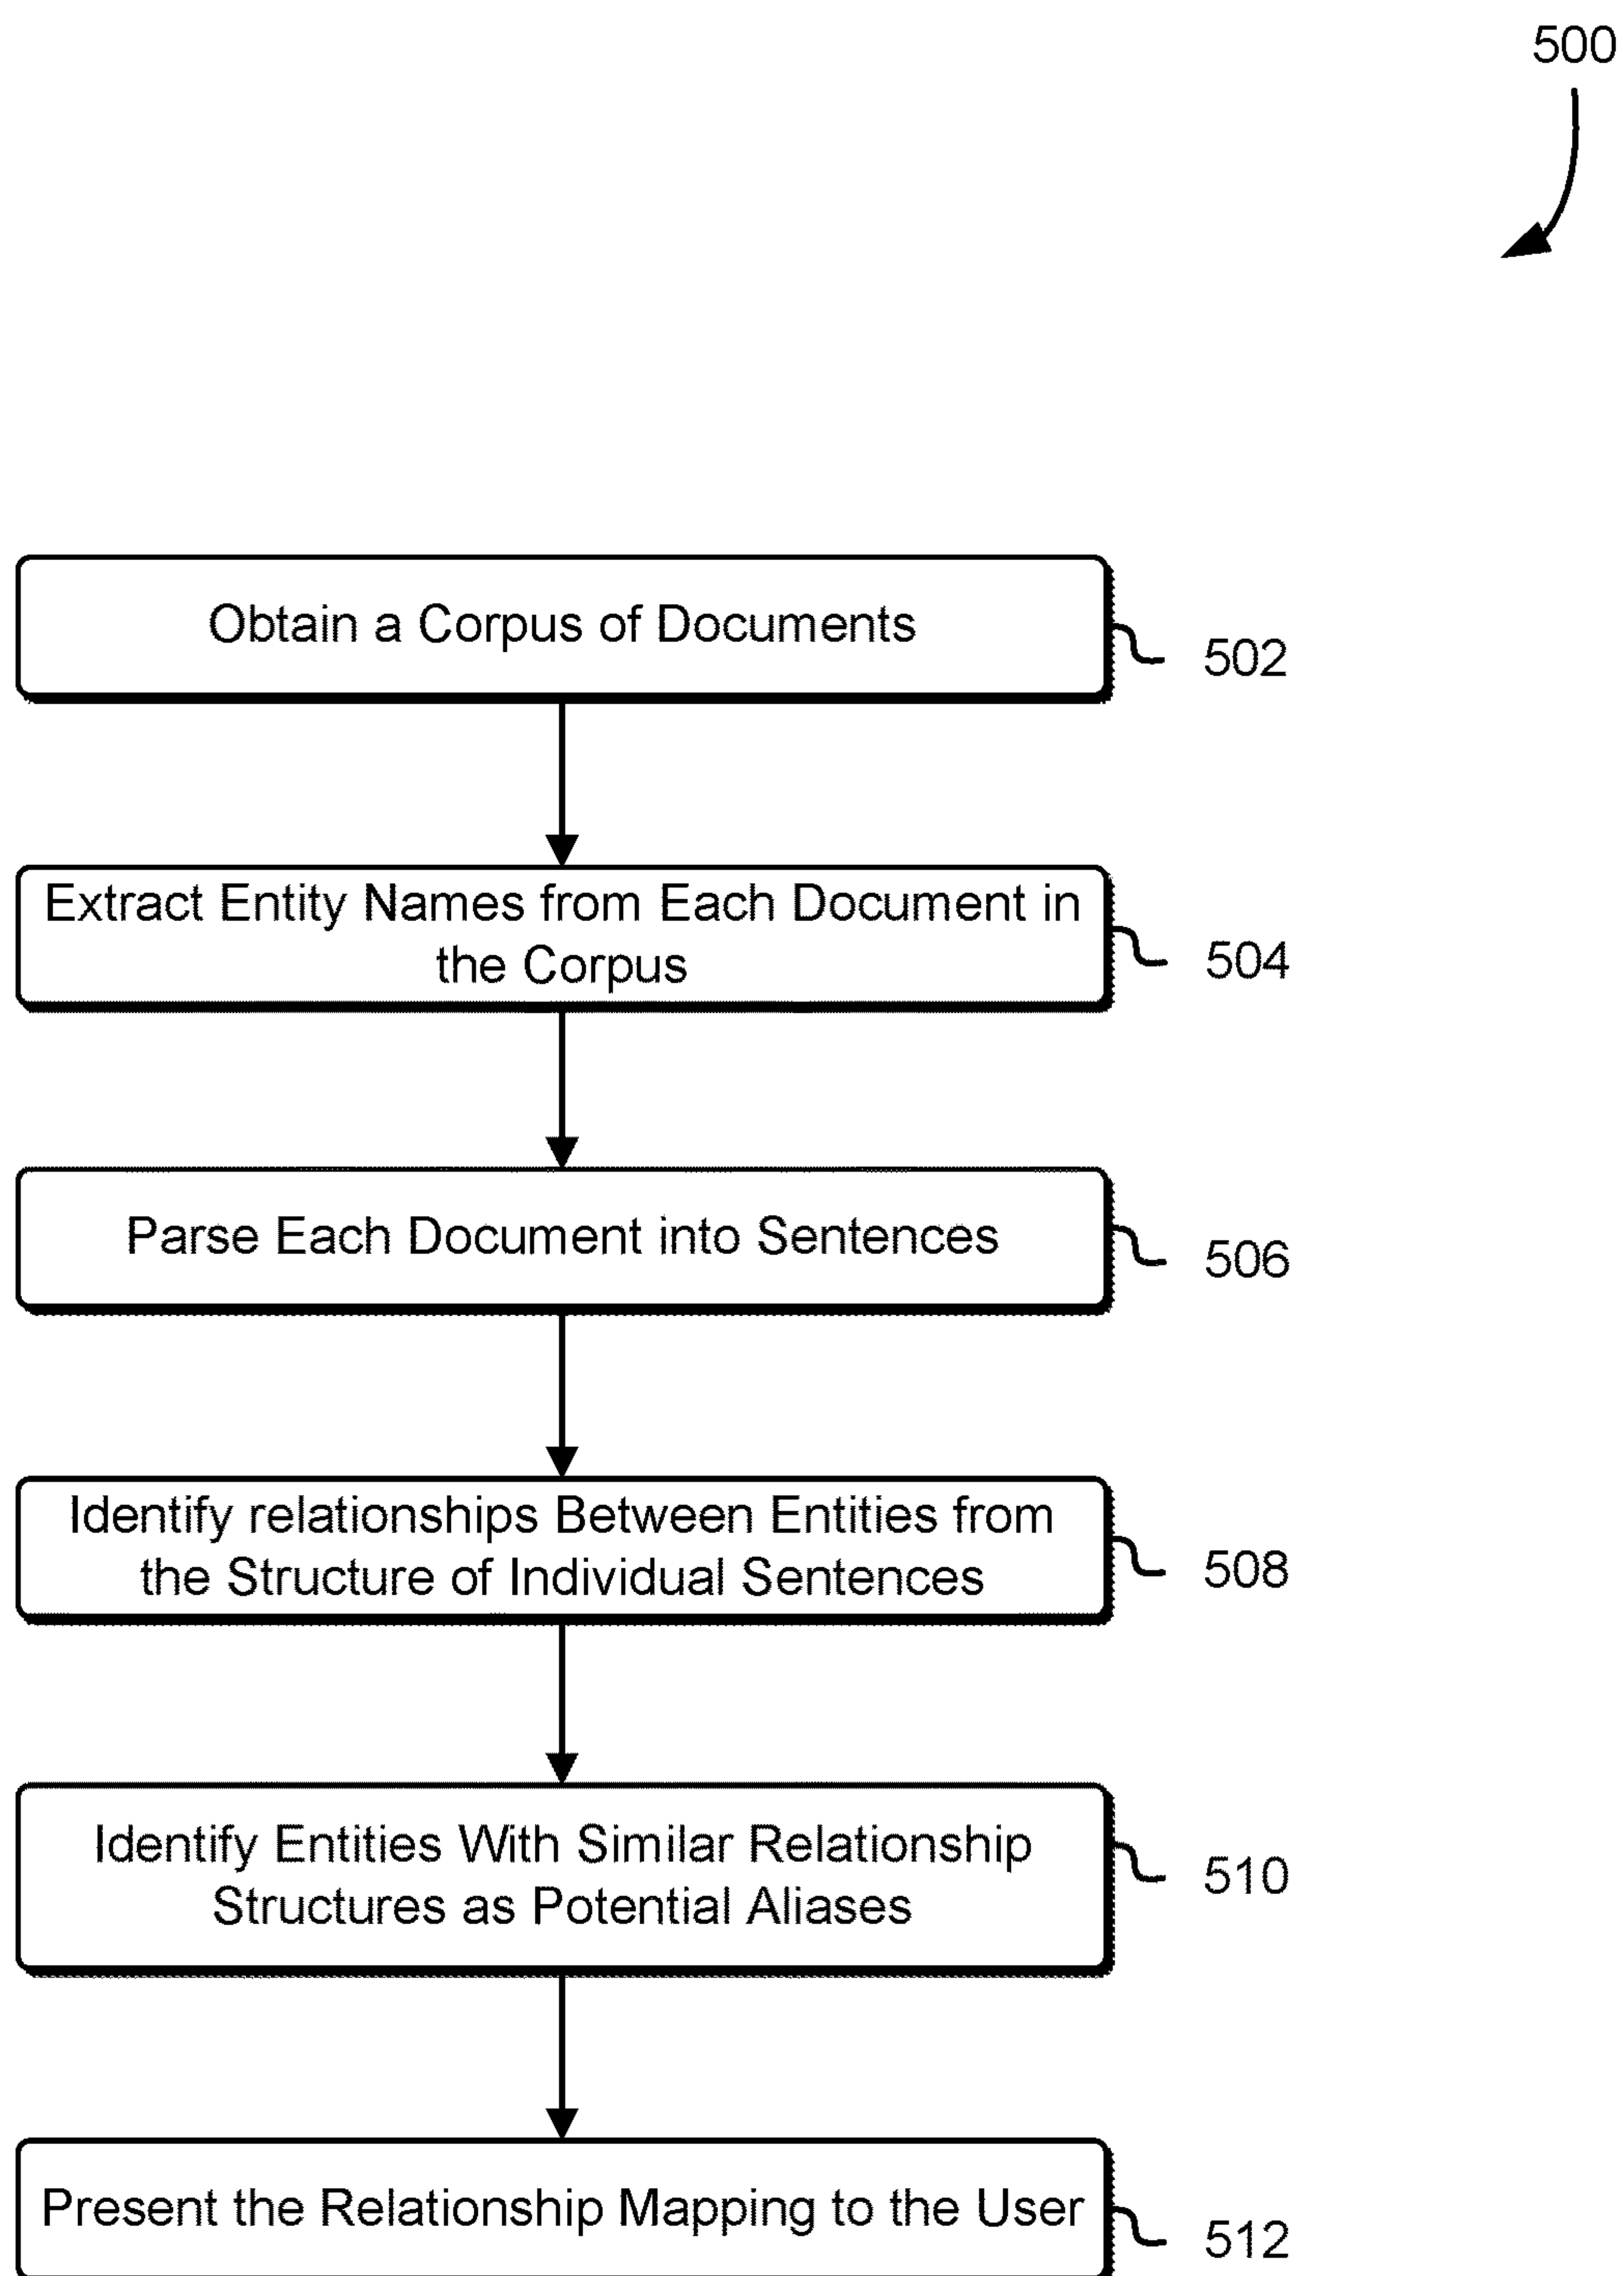 500
Obtain a Corpus of Documents
502
Extract Entity Names from Each Document in
the Corpus
504
Parse Each Document into Sentences
506
Identify relationships Between Entities from
the Structure of Individual Sentences
508
Identify Entities With Similar Relationship
Structures as Potential Aliases
510
Present the Relationship Mapping to the User
512